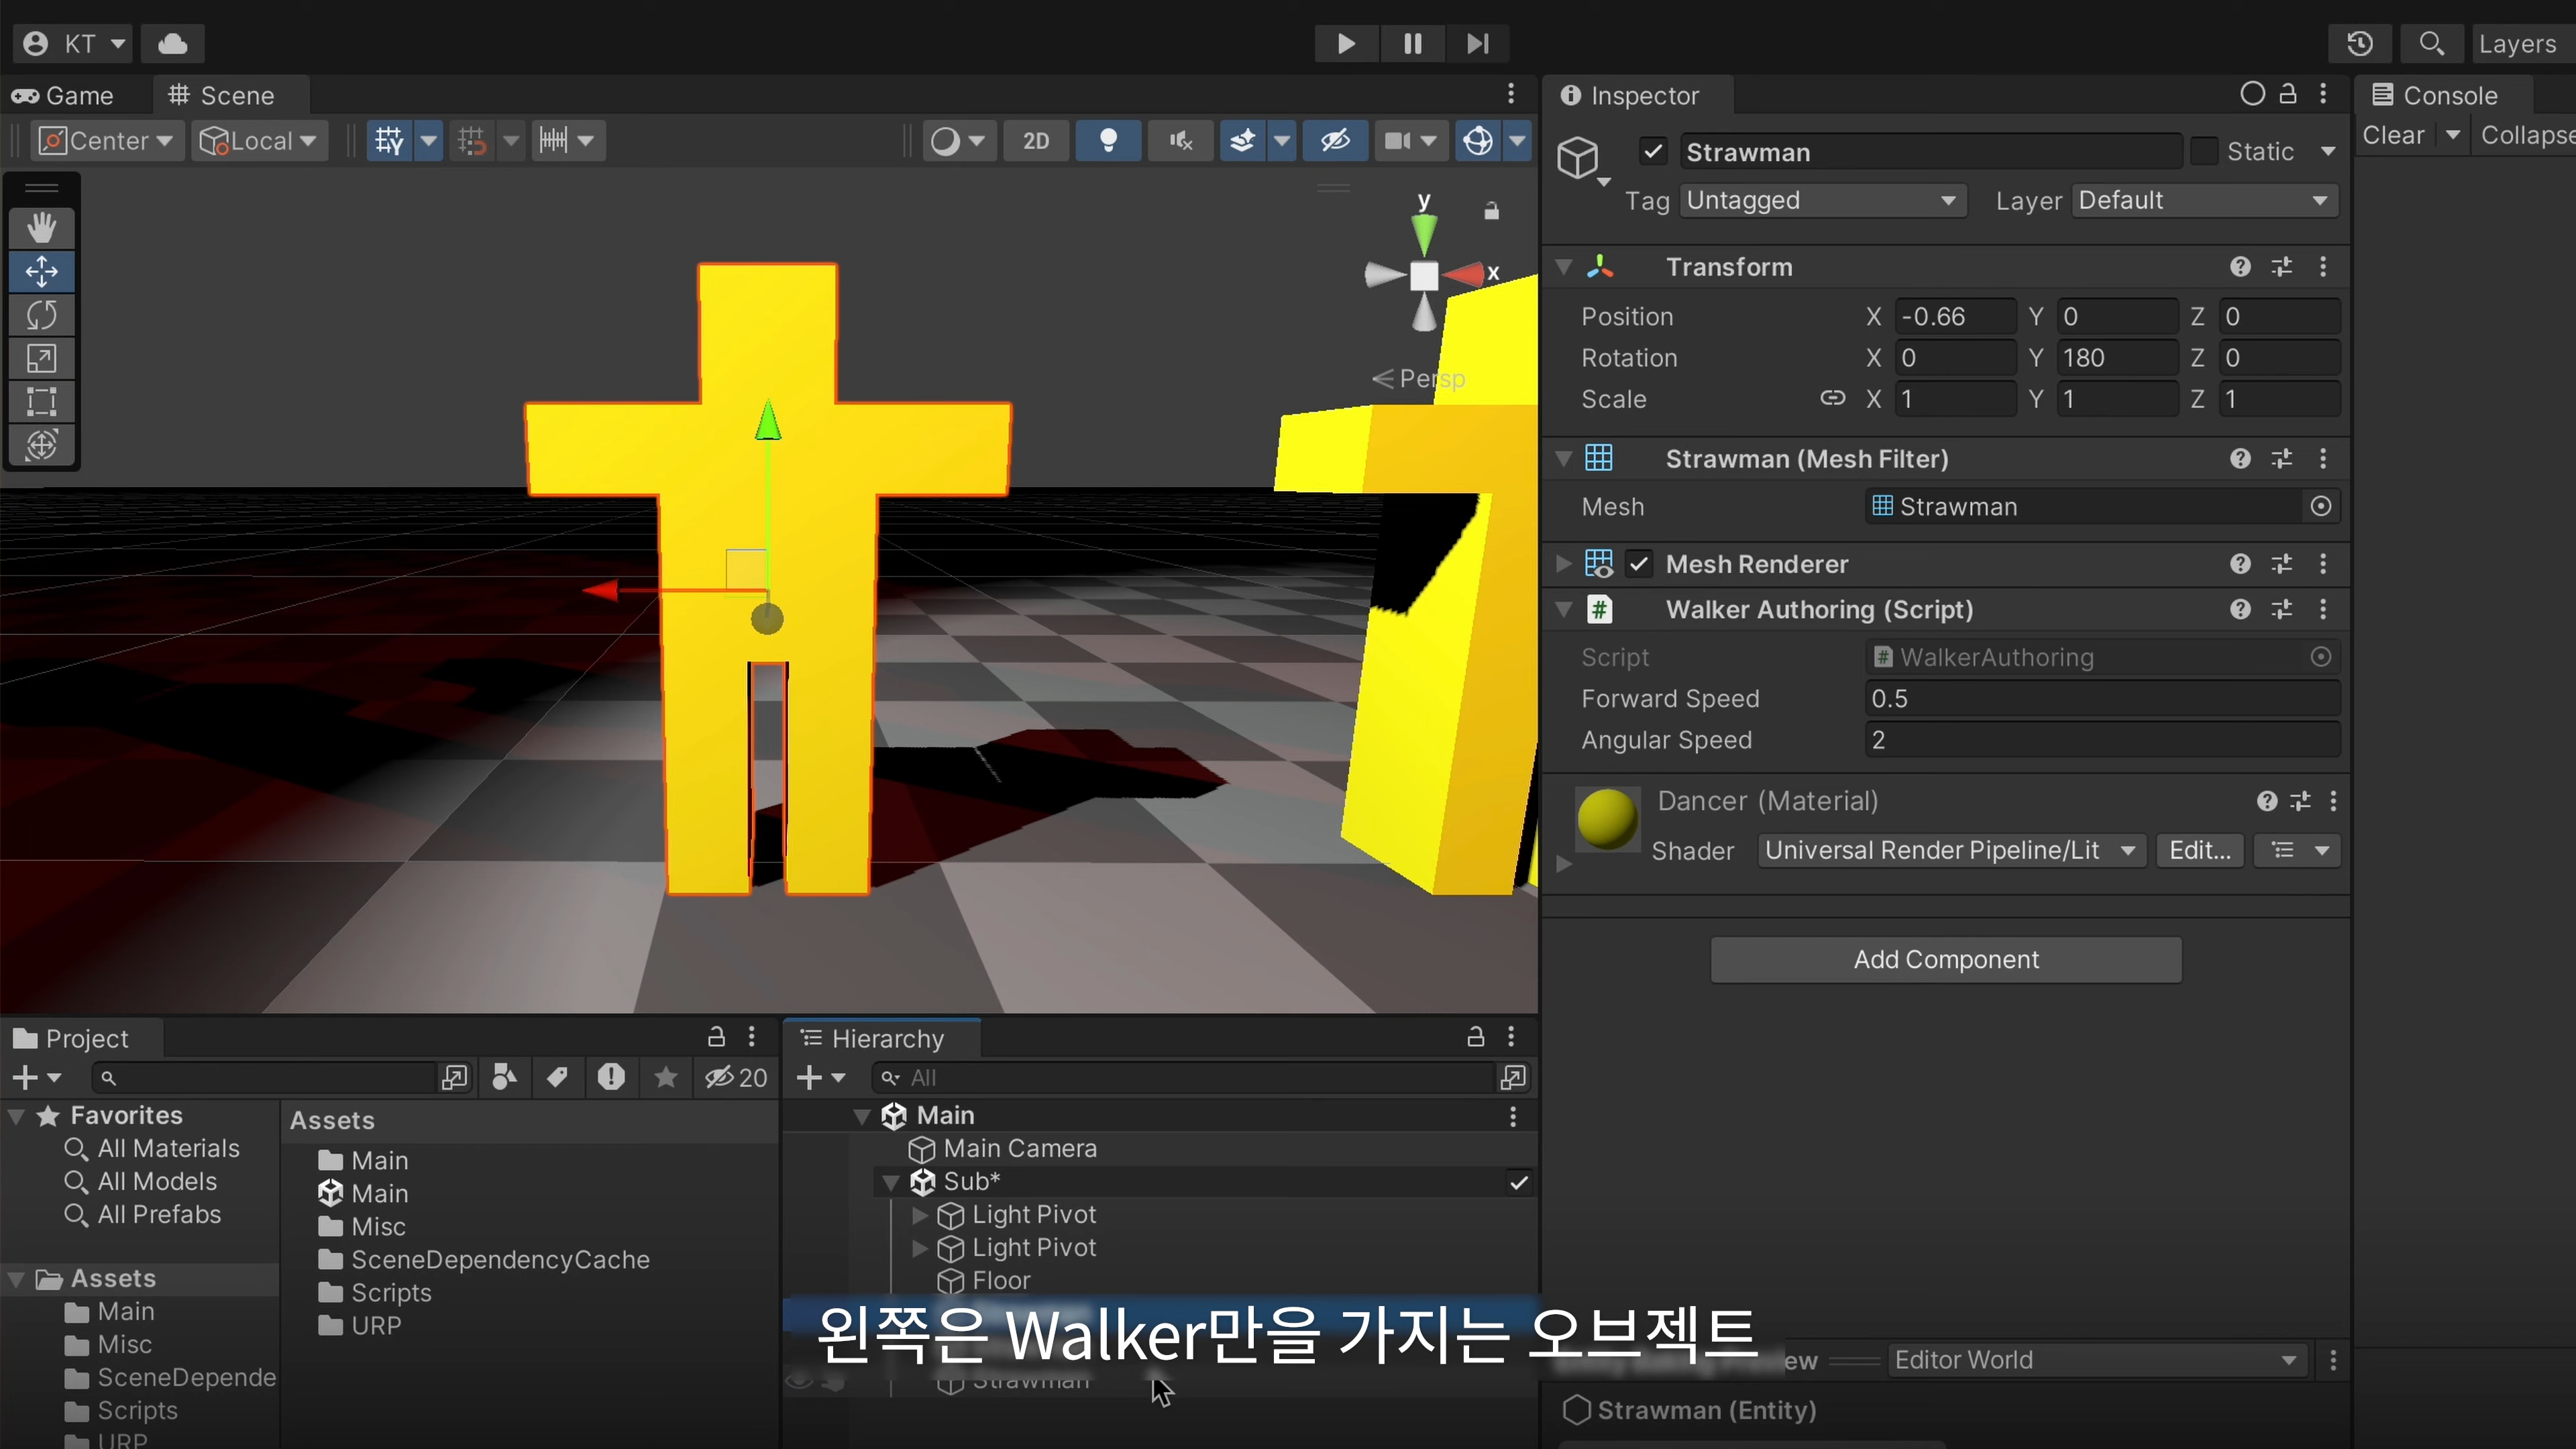 KT
Layers
Game
Scene
Inspector
Console
Center
Local
2D
Clear
Collapse
Strawman
Static
Tag
Untagged
Layer
Default
y
x
Persp
Transform
Position
X
-0.66
Y
0
Z
0
Rotation
X
0
Y
180
Z
0
Scale
X
1
Y
1
Z
1
Strawman (Mesh Filter)
Mesh
Strawman
Mesh Renderer
Walker Authoring (Script)
Script
WalkerAuthoring
Forward Speed
0.5
Angular Speed
2
Dancer (Material)
Shader
Universal Render Pipeline/Lit
Edit...
Add Component
Project
20
Favorites
All Materials
All Models
All Prefabs
Assets
Main
Misc
SceneDepende
Scripts
URP
Assets
Main
Main
Misc
SceneDependencyCache
Scripts
URP
Hierarchy
All
Main
Main Camera
Sub*
Light Pivot
Light Pivot
Floor
Strawman
왼쪽은 Walker만을 가지는 오브젝트
Editor World
Strawman (Entity)